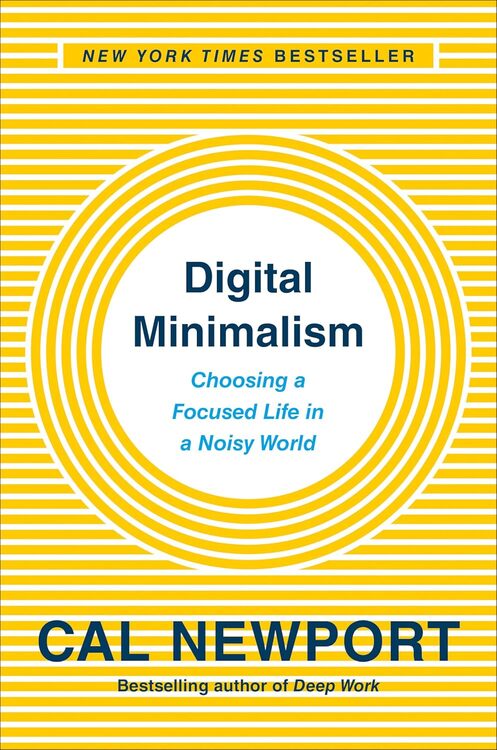 NEW YORK TIMES BESTSELLER
Digital
Minimalism
Choosing a
Focused Life in
a Noisy World
CAL NEWPORT
Bestselling author of Deep Work